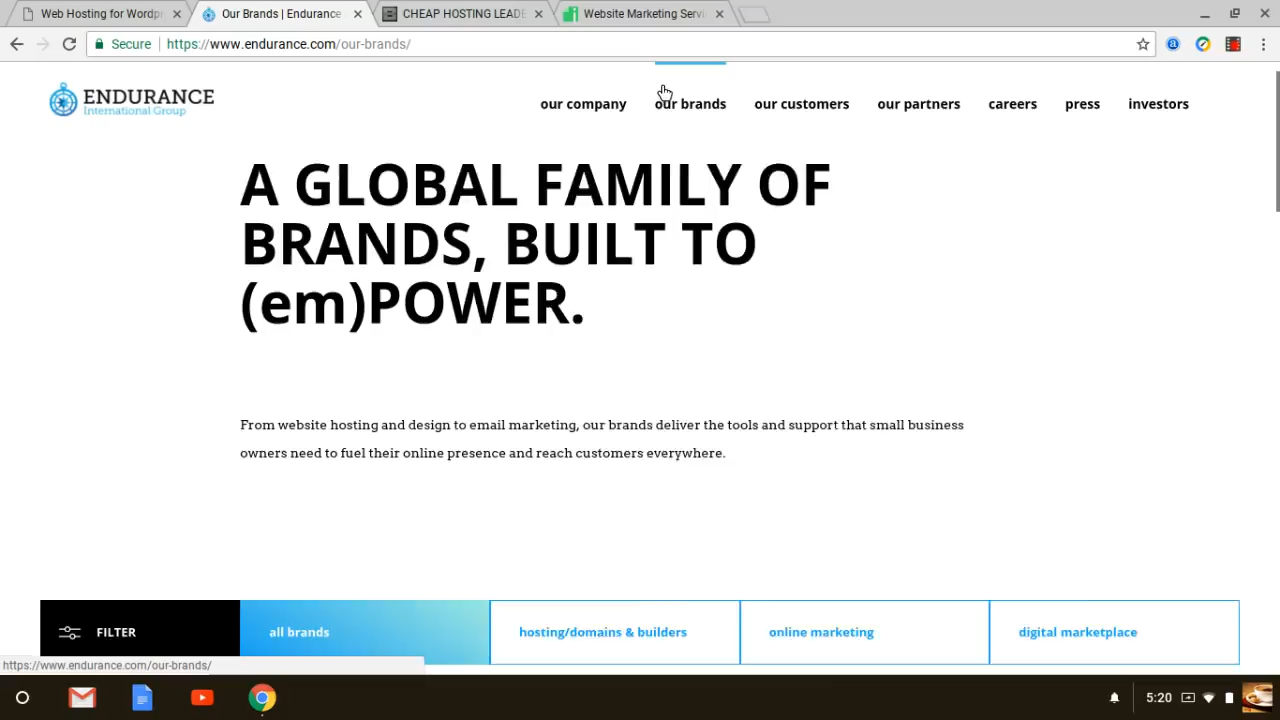 Web Hosting for Wordp
Our Brands | Endurance
CHEAP HOSTING LEADE
Website Marketing Servi
Secure
https://www.endurance.com/our-brands/
ENDURANCE
International Group
our company
our brands
our customers
our partners
careers
press
investors
A GLOBAL FAMILY OF
BRANDS, BUILT TO
(em)POWER.
From website hosting and design to email marketing, our brands deliver the tools and support that small business
owners need to fuel their online presence and reach customers everywhere.
FILTER
all brands
hosting/domains & builders
online marketing
digital marketplace
https://www.endurance.com/our-brands/
5:20